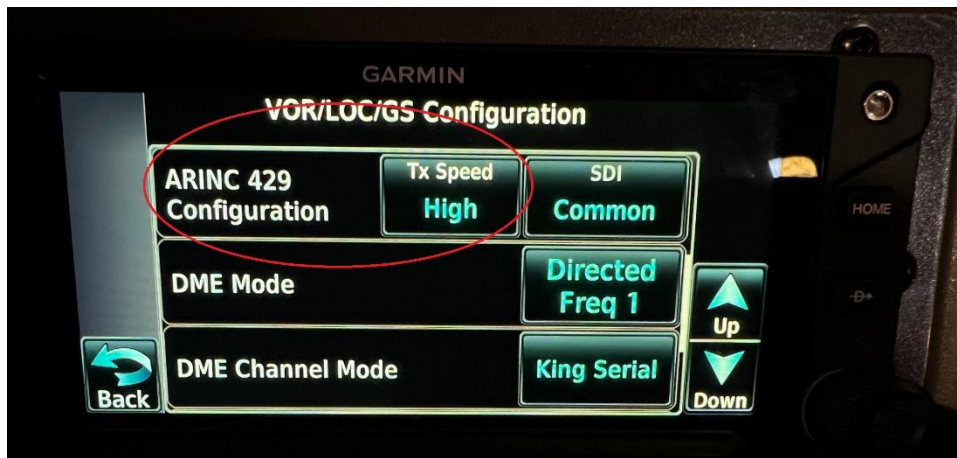 GARMIN
VOR/LOC/GS Configuration
ARINC 429
Configuration
Tx Speed
High
SDI
Common
DME Mode
Directed
Freq 1
DME Channel Mode
King Serial
Up
Down
Back
HOME
-D→